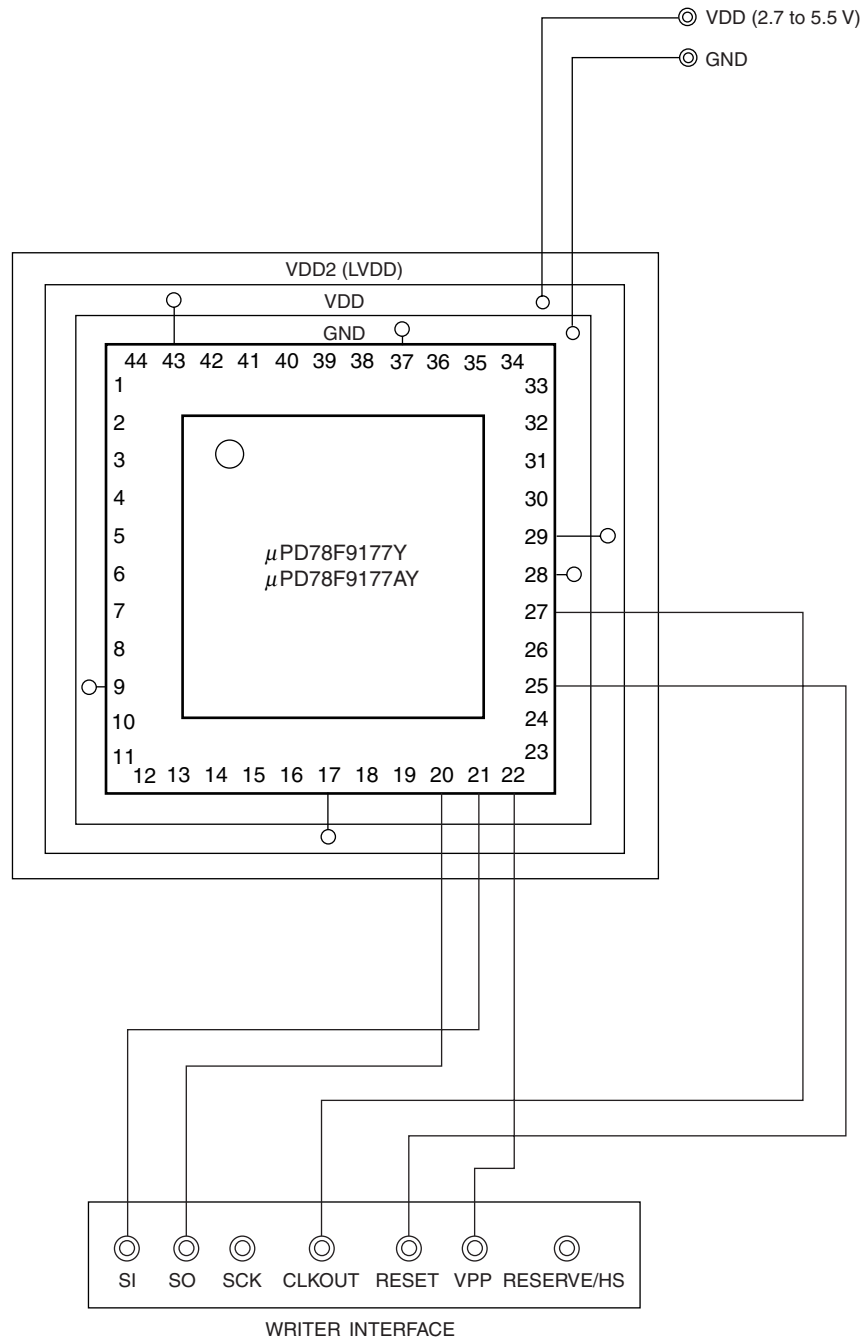 VDD (2.7 to 5.5 V)
GND
VDD2 (LVDD)
VDD
GND
44 43 42 41 40 39 38 37 36 35 34
1 33
2 32
3 31
4 30
5 29
6 28
7 27
8 26
9 25
10 24
11 23
12 13 14 15 16 17 18 19 20 21 22
μPD78F9177Y
μPD78F9177AY
SI SO SCK CLKOUT RESET VPP RESERVE/HS
WRITER INTERFACE